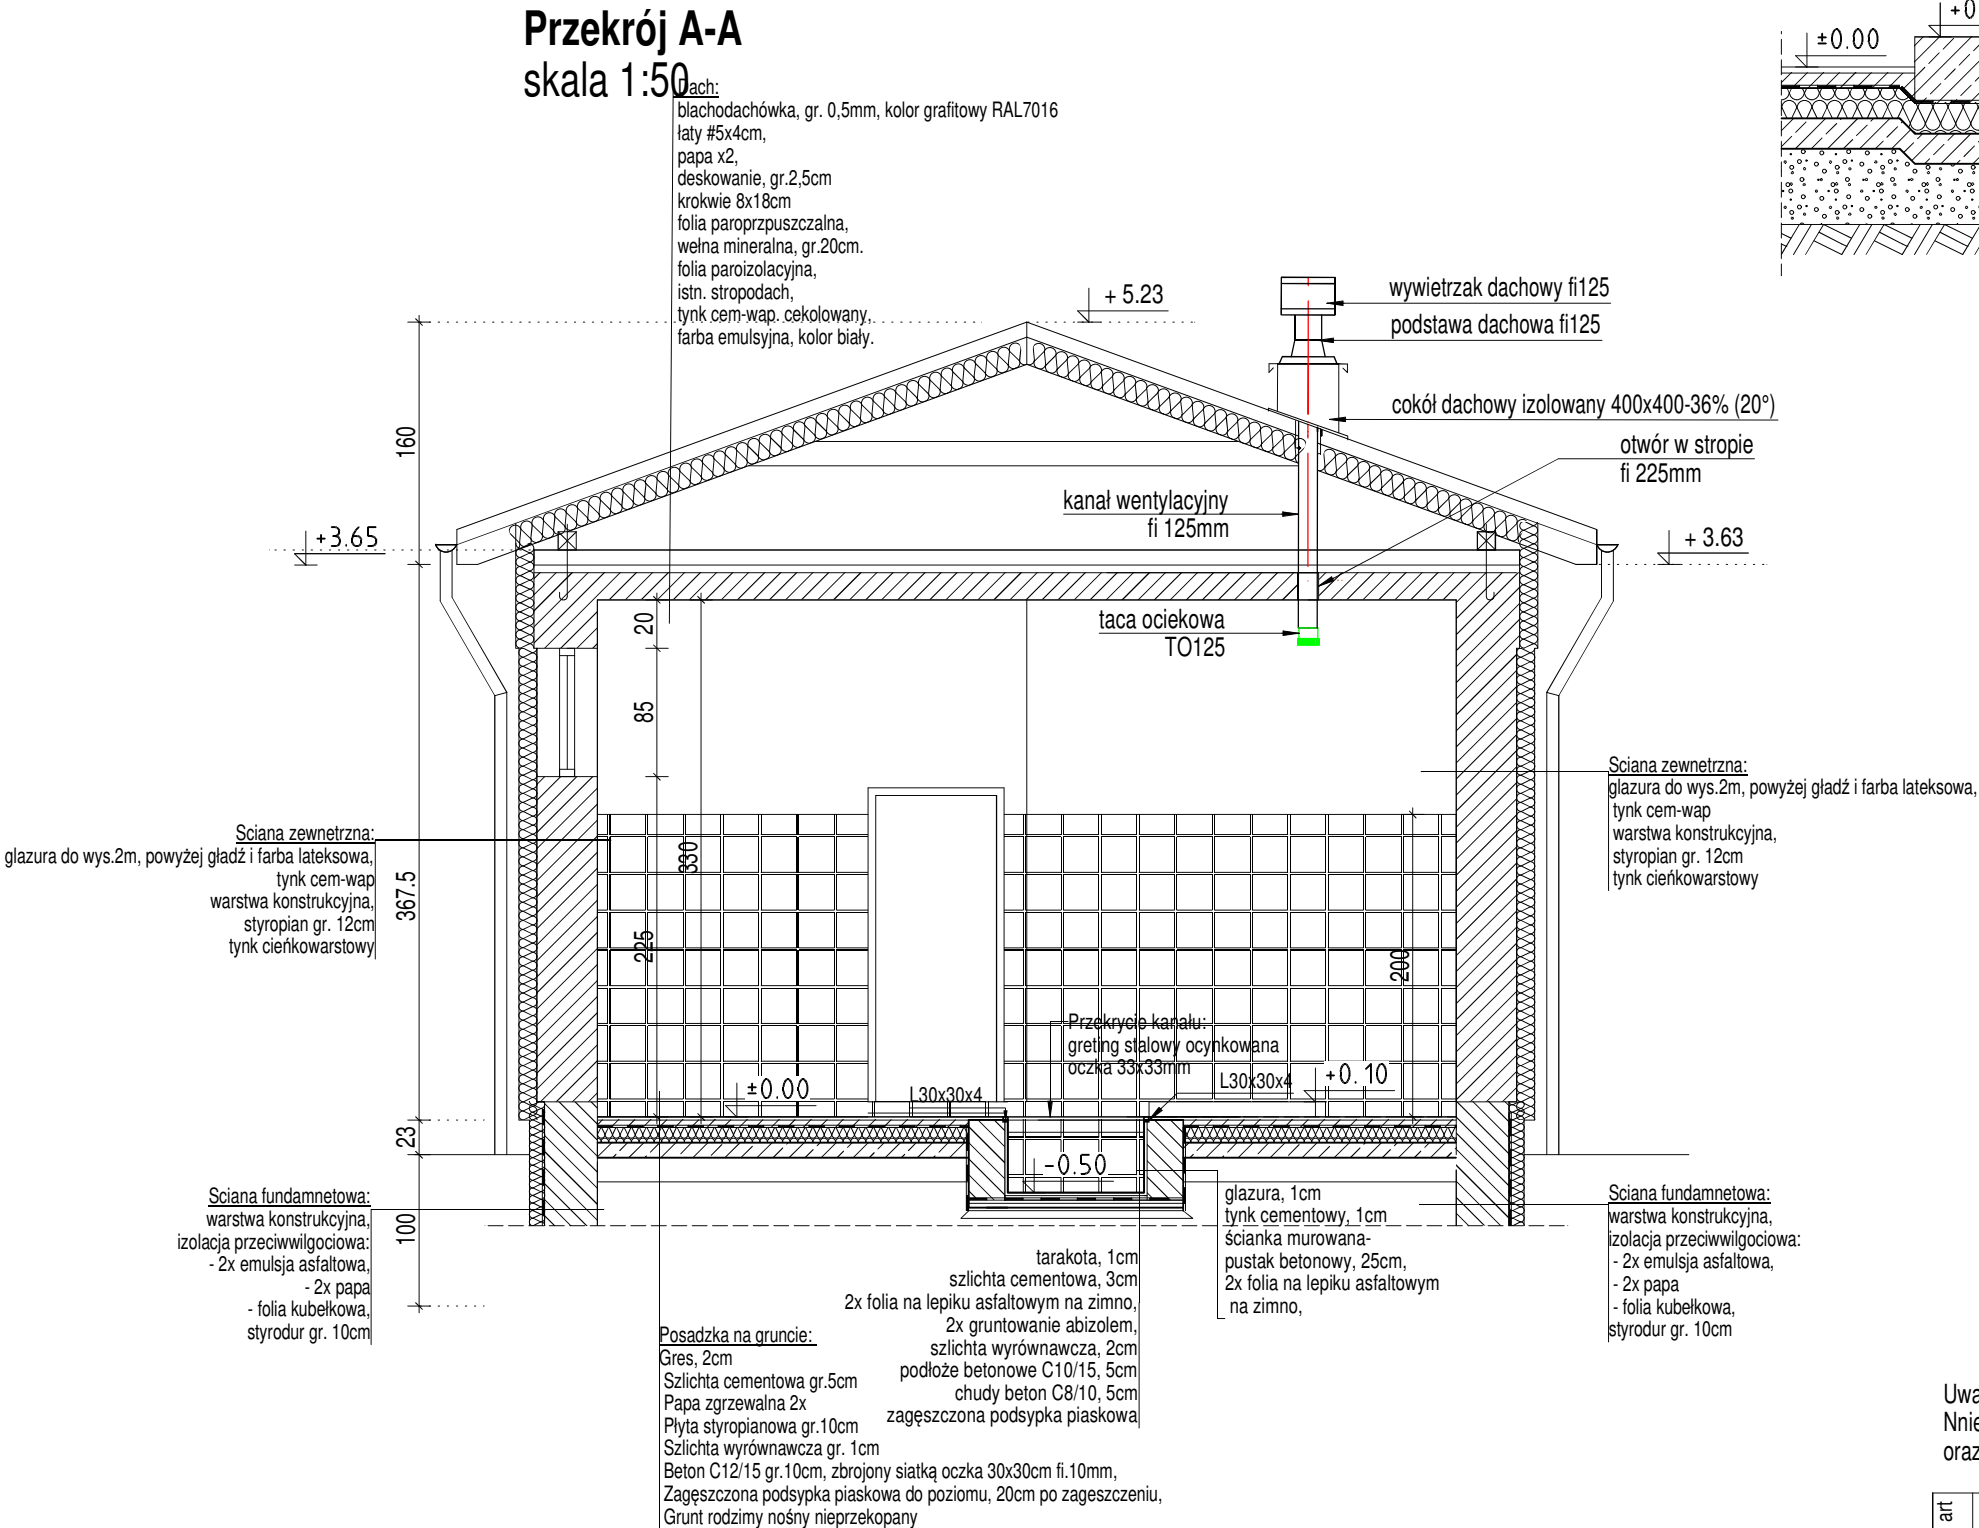 Przekrój A-A
skala 1:50
Dach:
blachodachówka, gr. 0,5mm, kolor grafitowy RAL7016
łaty #5x4cm,
papa x2,
deskowanie, gr.2,5cm
krokwie 8x18cm
folia paroprzpuszczalna,
wełna mineralna, gr.20cm.
folia paroizolacyjna,
istn. stropodach,
tynk cem-wap. cekolowany,
farba emulsyjna, kolor biały.
±0.00
+0
+ 5.23
wywietrzak dachowy fi125
podstawa dachowa fi125
cokół dachowy izolowany 400x400-36% (20°)
otwór w stropie
fi 225mm
kanał wentylacyjny
fi 125mm
+3.65
+ 3.63
taca ociekowa
TO125
160
20
85
330
225
367.5
200
23
100
Sciana zewnetrzna:
glazura do wys.2m, powyżej gładź i farba lateksowa,
tynk cem-wap
warstwa konstrukcyjna,
styropian gr. 12cm
tynk cieńkowarstowy
Sciana zewnetrzna:
glazura do wys.2m, powyżej gładź i farba lateksowa,
tynk cem-wap
warstwa konstrukcyjna,
styropian gr. 12cm
tynk cieńkowarstowy
Przekrycie kanału:
greting stalowy ocynkowana
oczka 33x33mm
±0.00
L30x30x4
L30x30x4
+0.10
-0.50
Sciana fundamnetowa:
warstwa konstrukcyjna,
izolacja przeciwwilgociowa:
- 2x emulsja asfaltowa,
- 2x papa
- folia kubełkowa,
styrodur gr. 10cm
glazura, 1cm
tynk cementowy, 1cm
ścianka murowana-
pustak betonowy, 25cm,
2x folia na lepiku asfaltowym
na zimno,
Sciana fundamnetowa:
warstwa konstrukcyjna,
izolacja przeciwwilgociowa:
- 2x emulsja asfaltowa,
- 2x papa
- folia kubełkowa,
styrodur gr. 10cm
tarakota, 1cm
szlichta cementowa, 3cm
2x folia na lepiku asfaltowym na zimno,
2x gruntowanie abizolem,
szlichta wyrównawcza, 2cm
podłoże betonowe C10/15, 5cm
chudy beton C8/10, 5cm
zagęszczona podsypka piaskowa
Posadzka na gruncie:
Gres, 2cm
Szlichta cementowa gr.5cm
Papa zgrzewalna 2x
Płyta styropianowa gr.10cm
Szlichta wyrównawcza gr. 1cm
Beton C12/15 gr.10cm, zbrojony siatką oczka 30x30cm fi.10mm,
Zagęszczona podsypka piaskowa do poziomu, 20cm po zageszczeniu,
Grunt rodzimy nośny nieprzekopany
Uwa
Nnie
oraz
art